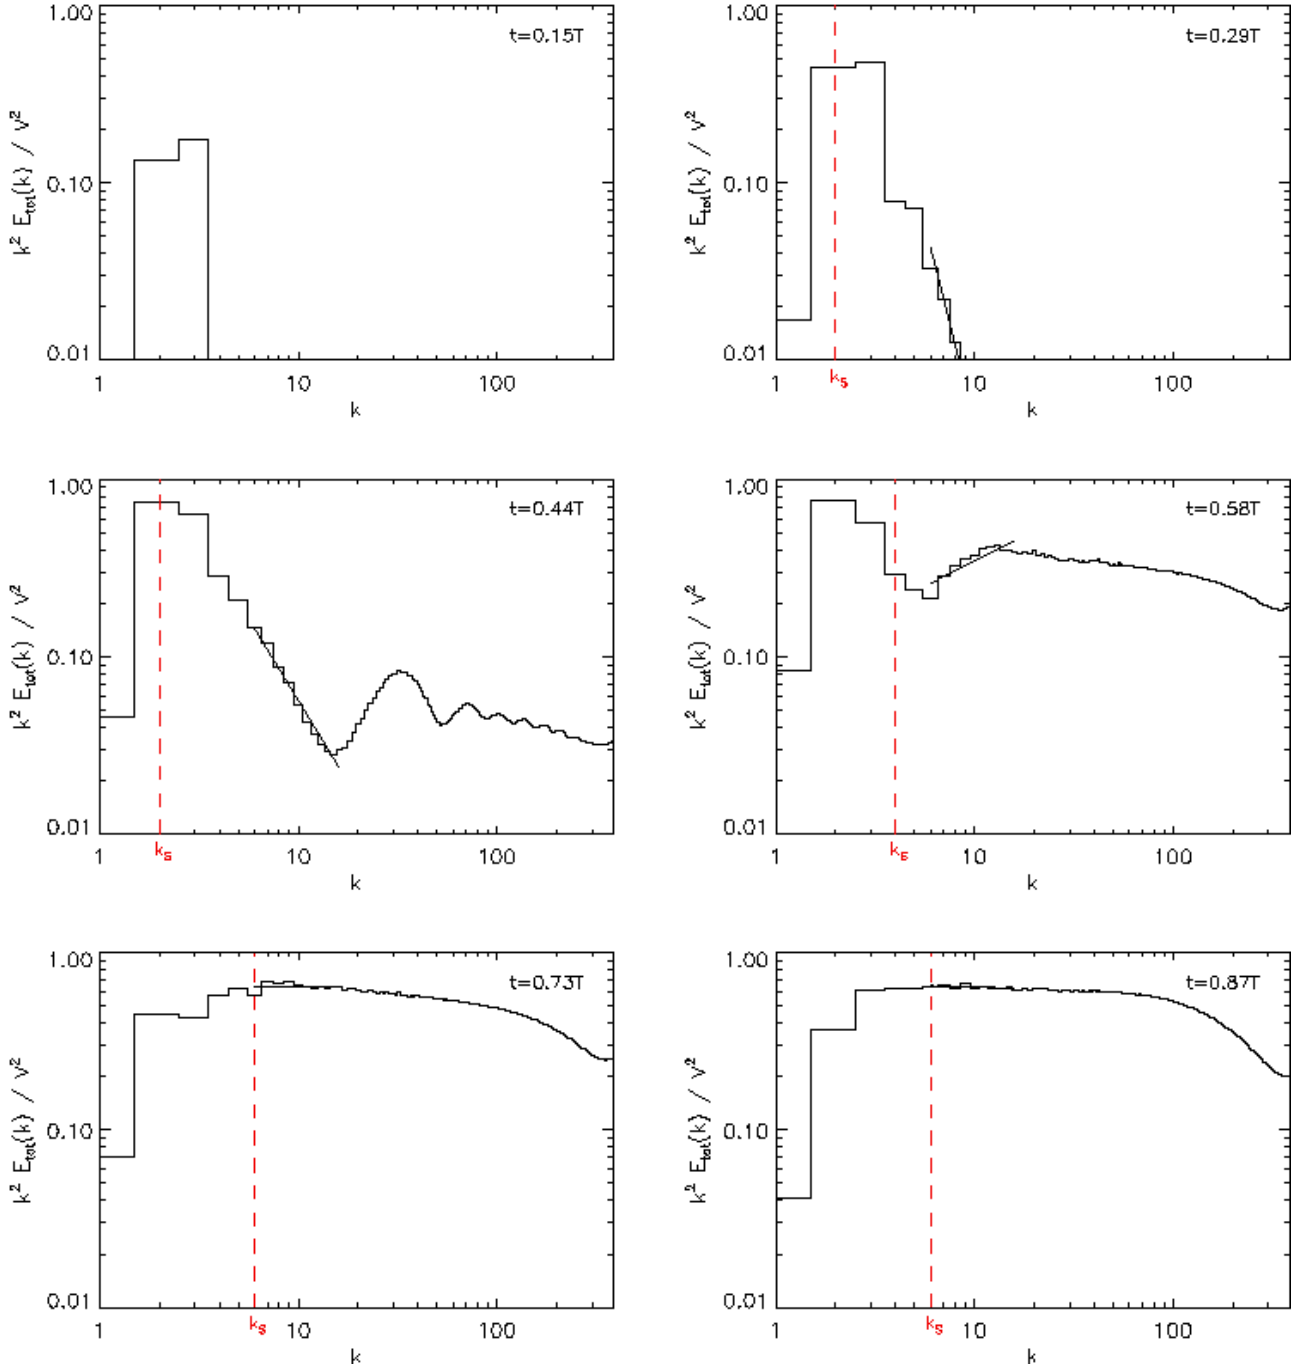 t=0.15T
1.00
0.10
0.01
k² E_tot(k) / v²
1 10 100
k
t=0.29T
1.00
0.10
0.01
k² E_tot(k) / v²
1 10 100
k_s
k
t=0.44T
1.00
0.10
0.01
k² E_tot(k) / v²
1 10 100
k_s
k
t=0.58T
1.00
0.10
0.01
k² E_tot(k) / v²
1 10 100
k_s
k
t=0.73T
1.00
0.10
0.01
k² E_tot(k) / v²
1 10 100
k_s
k
t=0.87T
1.00
0.10
0.01
k² E_tot(k) / v²
1 10 100
k_s
k